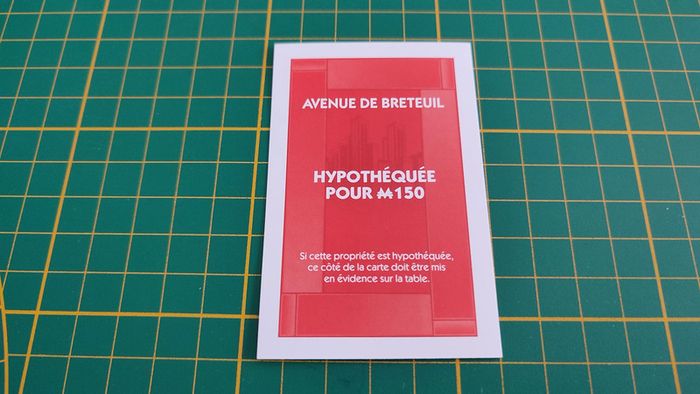 AVENUE DE BRETEUIL
HYPOTHÉQUÉE
POUR ₩150
Si cette propriété est hypothéquée,
ce côté de la carte doit être mis
en évidence sur la table.